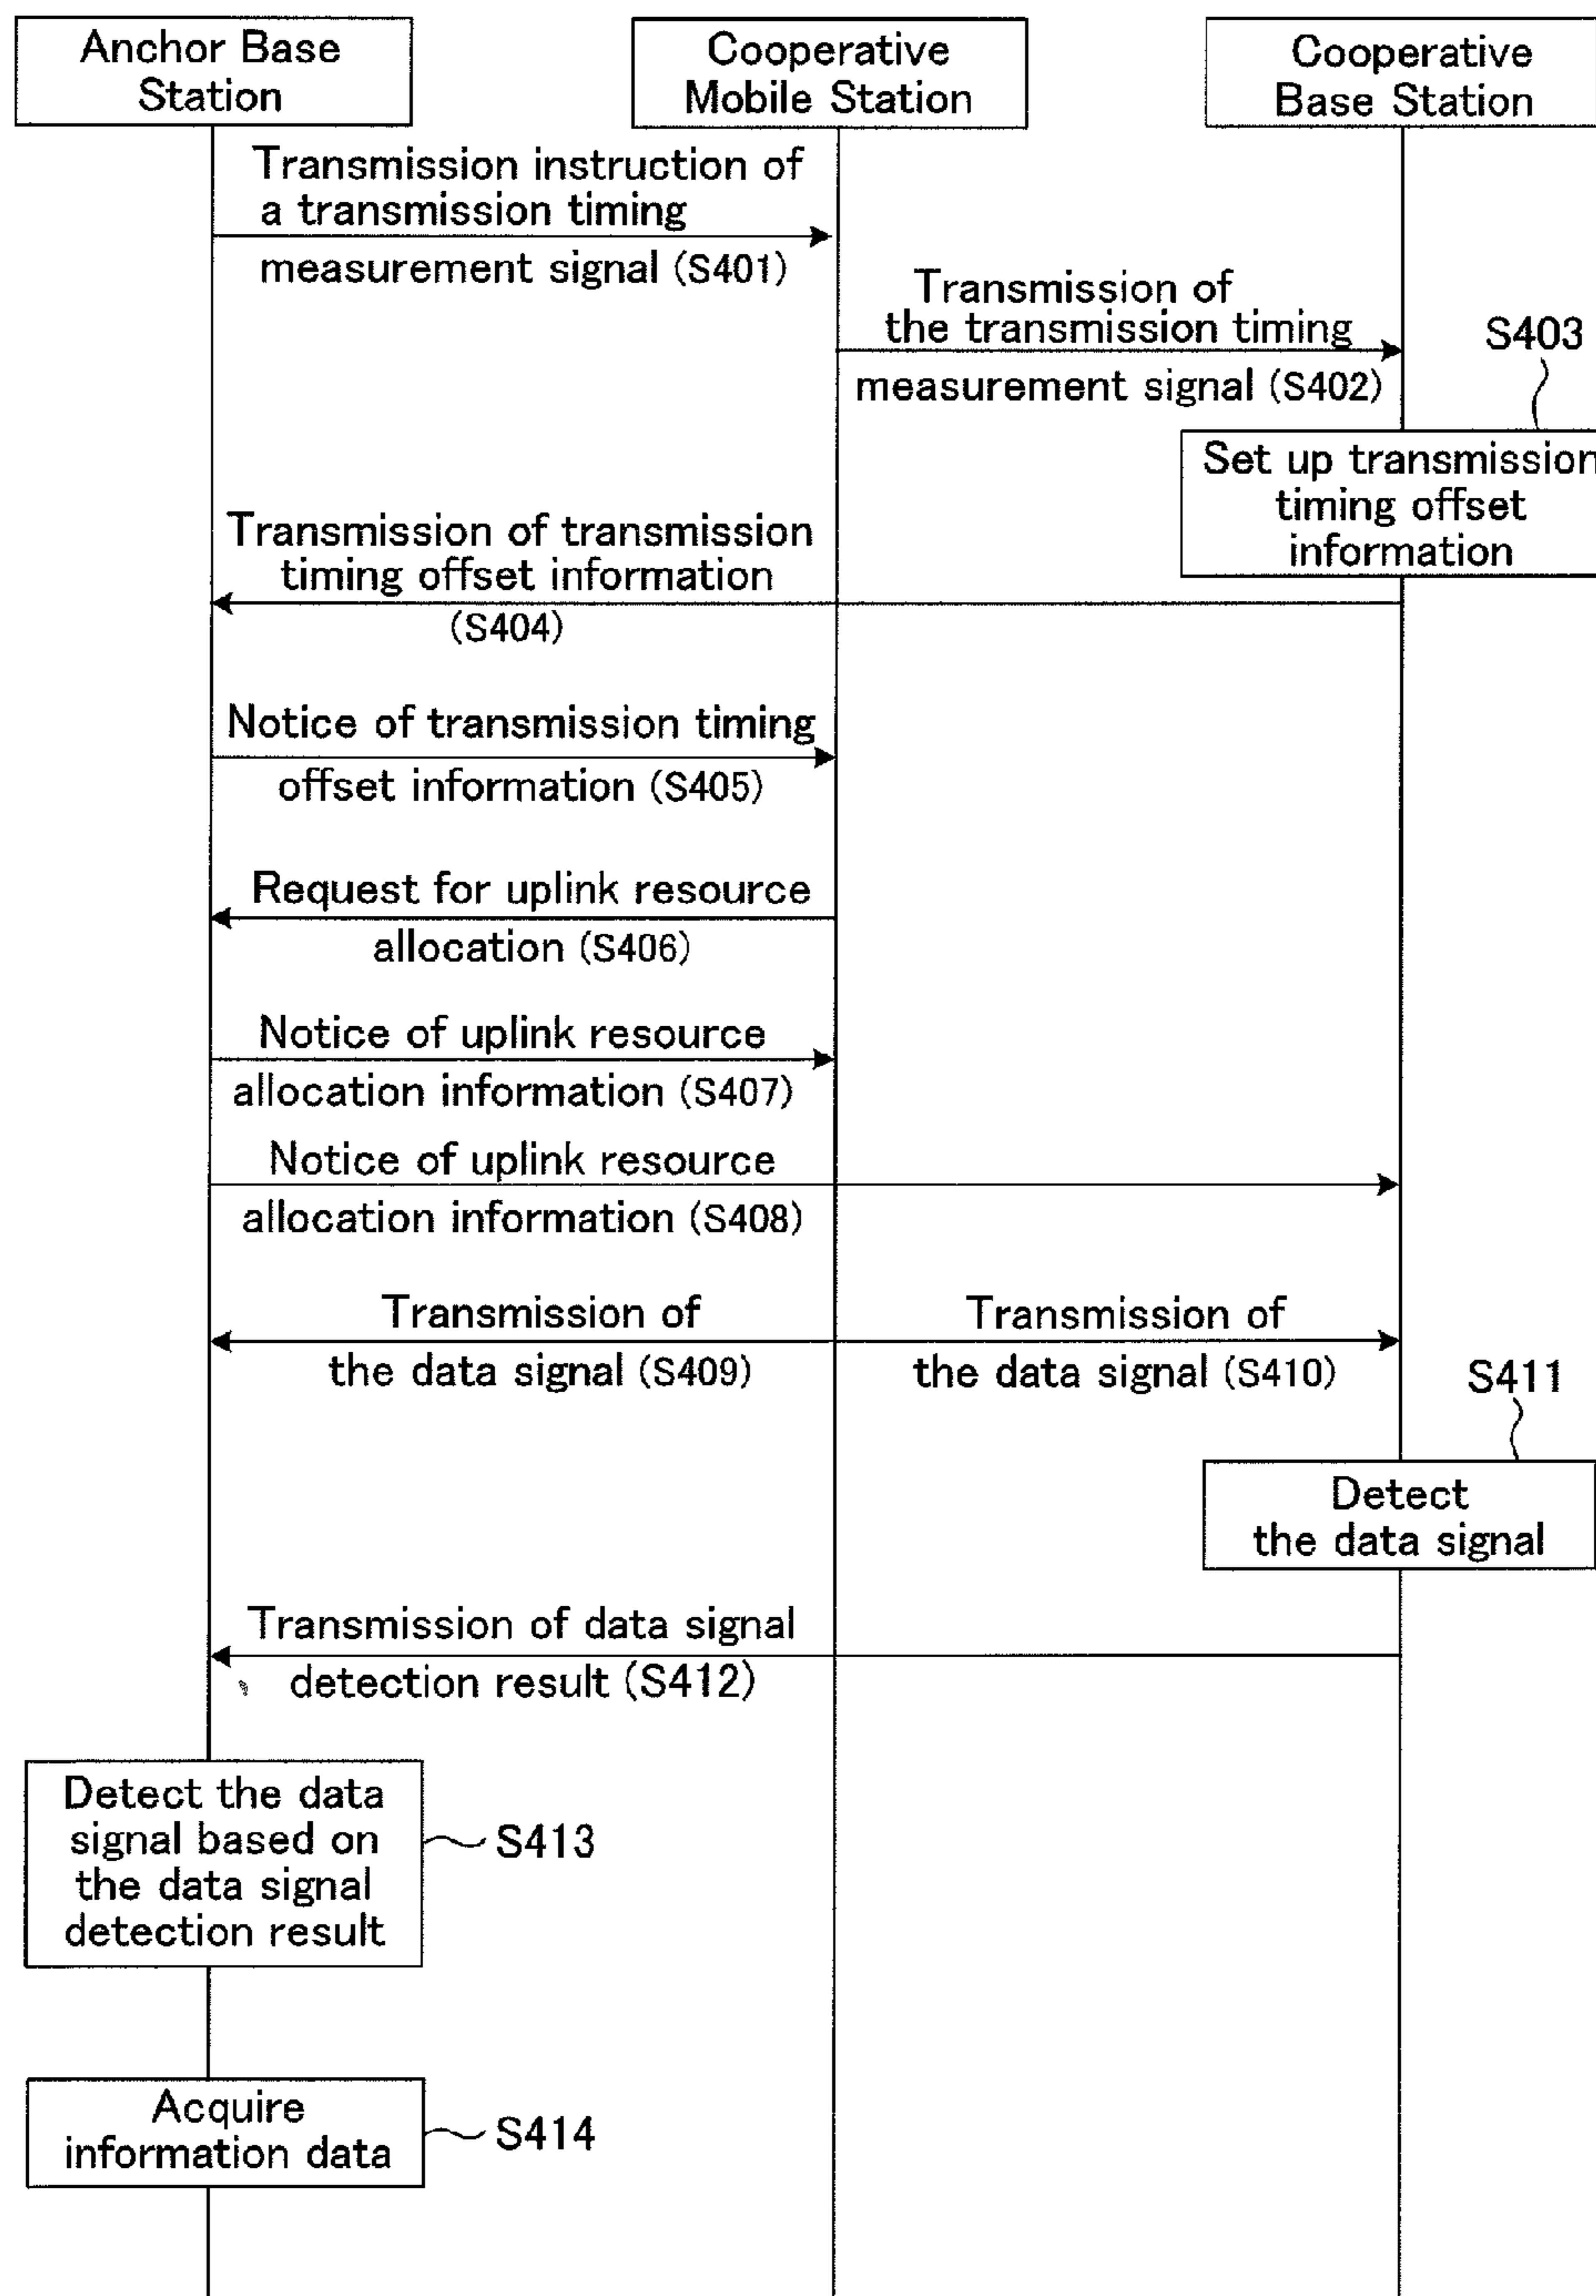 Anchor Base
Station
Cooperative
Mobile Station
Cooperative
Base Station
Transmission instruction of
a transmission timing
measurement signal (S401)
Transmission of
the transmission timing
measurement signal (S402)
S403
Set up transmission
timing offset
information
Transmission of transmission
timing offset information
(S404)
Notice of transmission timing
offset information (S405)
Request for uplink resource
allocation (S406)
Notice of uplink resource
allocation information (S407)
Notice of uplink resource
allocation information (S408)
Transmission of
the data signal (S409)
Transmission of
the data signal (S410)
S411
Detect
the data signal
Transmission of data signal
detection result (S412)
Detect the data
signal based on
the data signal
detection result
S413
Acquire
information data
S414